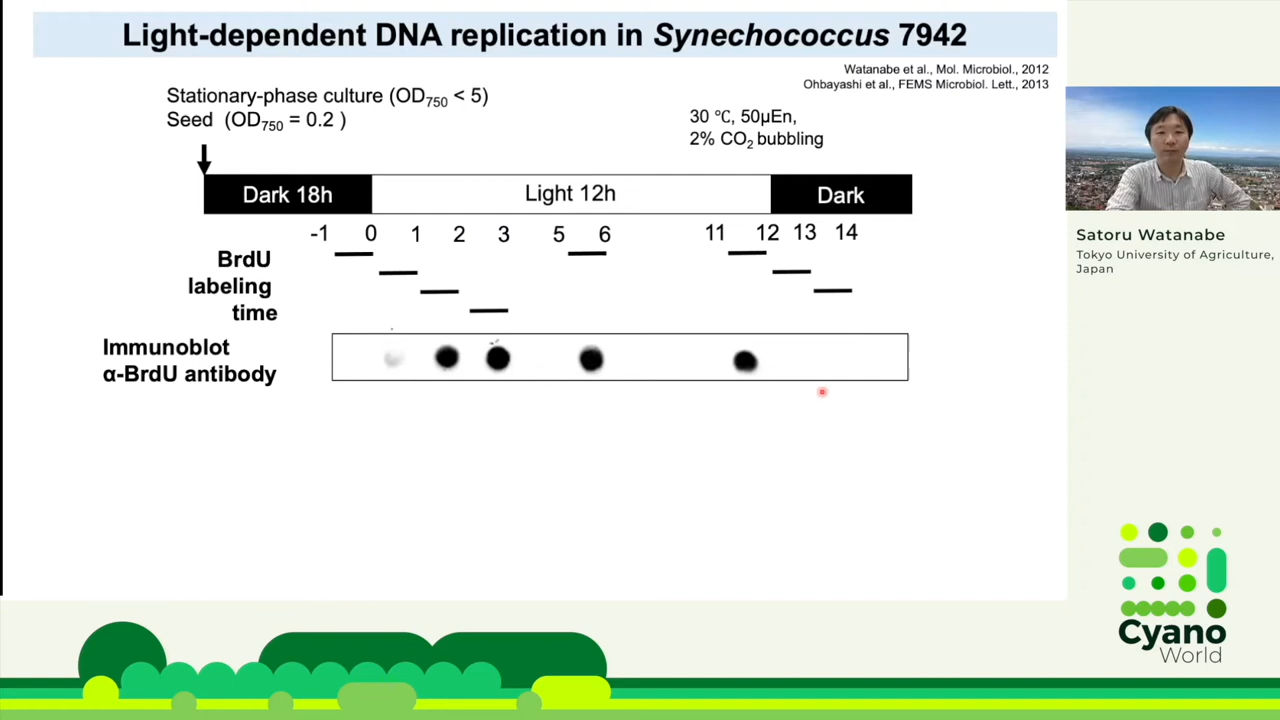 Light-dependent DNA replication in Synechococcus 7942
Watanabe et al., Mol. Microbiol., 2012
Ohbayashi et al., FEMS Microbiol. Lett., 2013
Stationary-phase culture (OD750 < 5)
Seed (OD750 = 0.2 )
30 ℃, 50µEn,
2% CO2 bubbling
Dark 18h
Light 12h
Dark
-1 0 1 2 3 5 6 11 12 13 14
BrdU
labeling
time
Immunoblot
α-BrdU antibody
Satoru Watanabe
Tokyo University of Agriculture,
Japan
Cyano
World